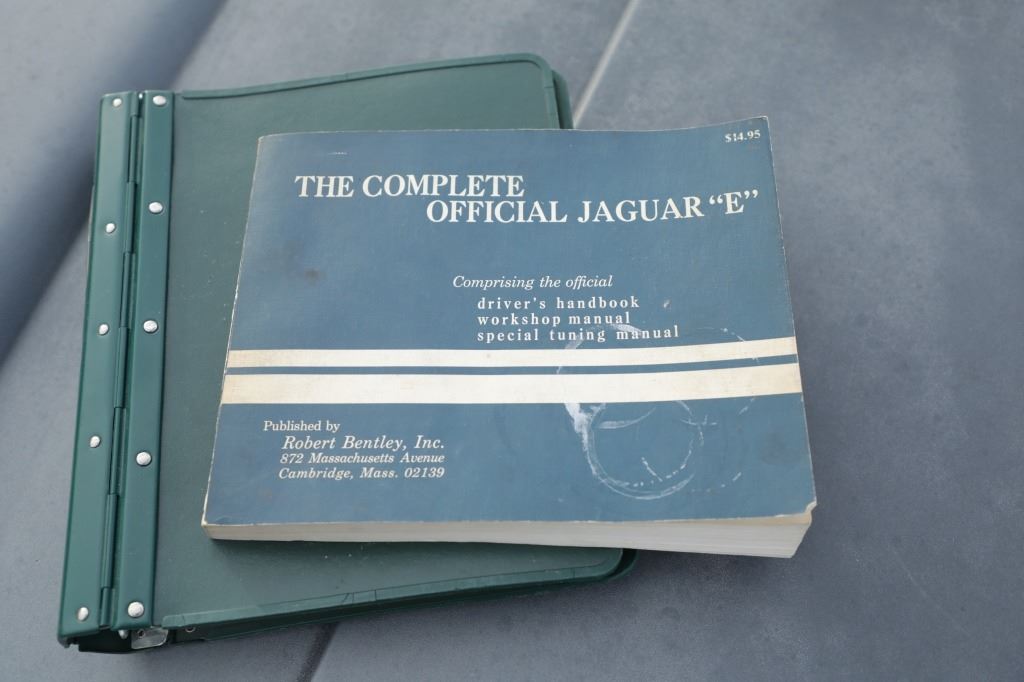 $14.95
THE COMPLETE
OFFICIAL JAGUAR “E”
Comprising the official
driver's handbook
workshop manual
special tuning manual
Published by
Robert Bentley, Inc.
872 Massachusetts Avenue
Cambridge, Mass. 02139